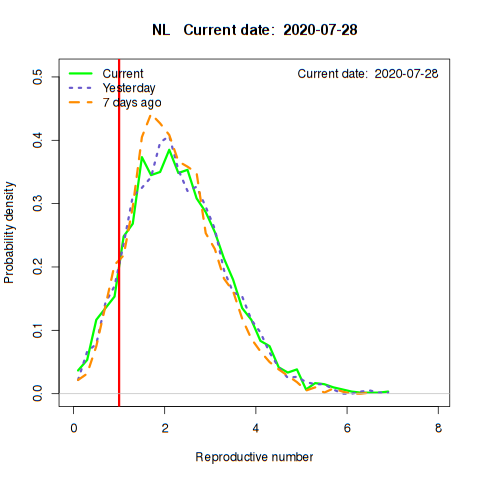 NL   Current date:  2020-07-28
Current date:  2020-07-28
Current
Yesterday
7 days ago
Probability density
0.5
0.4
0.3
0.2
0.1
0.0
0 2 4 6 8
Reproductive number